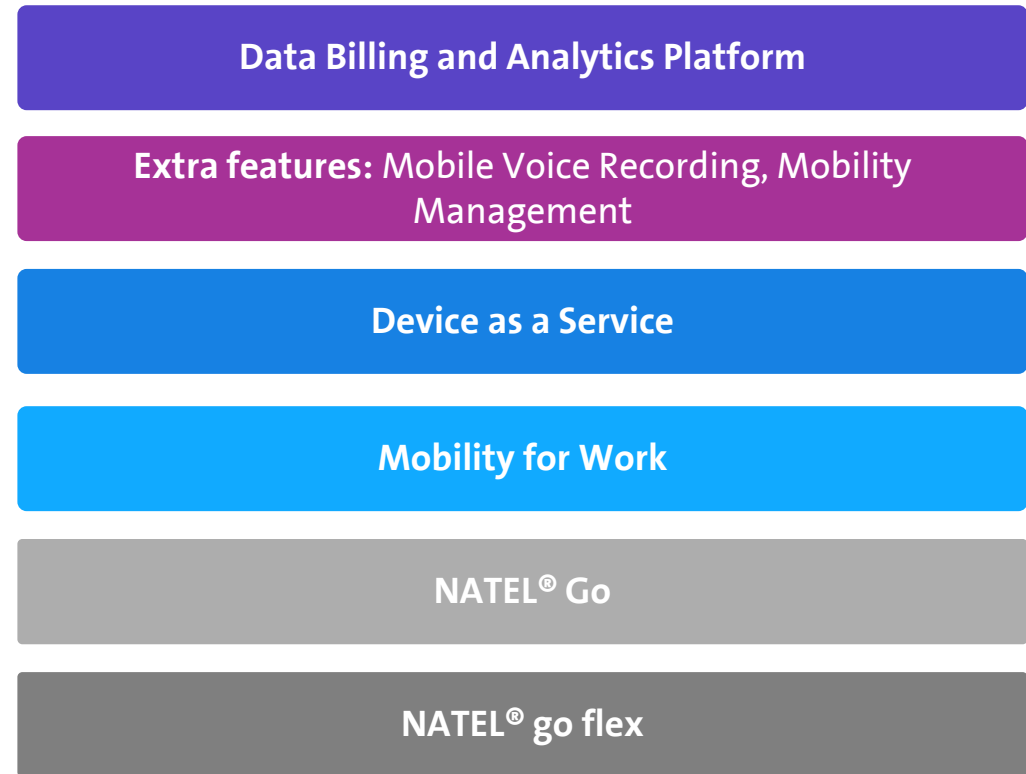 Data Billing and Analytics Platform
Extra features: Mobile Voice Recording, Mobility
Management
Device as a Service
Mobility for Work
NATEL® Go
NATEL® go flex